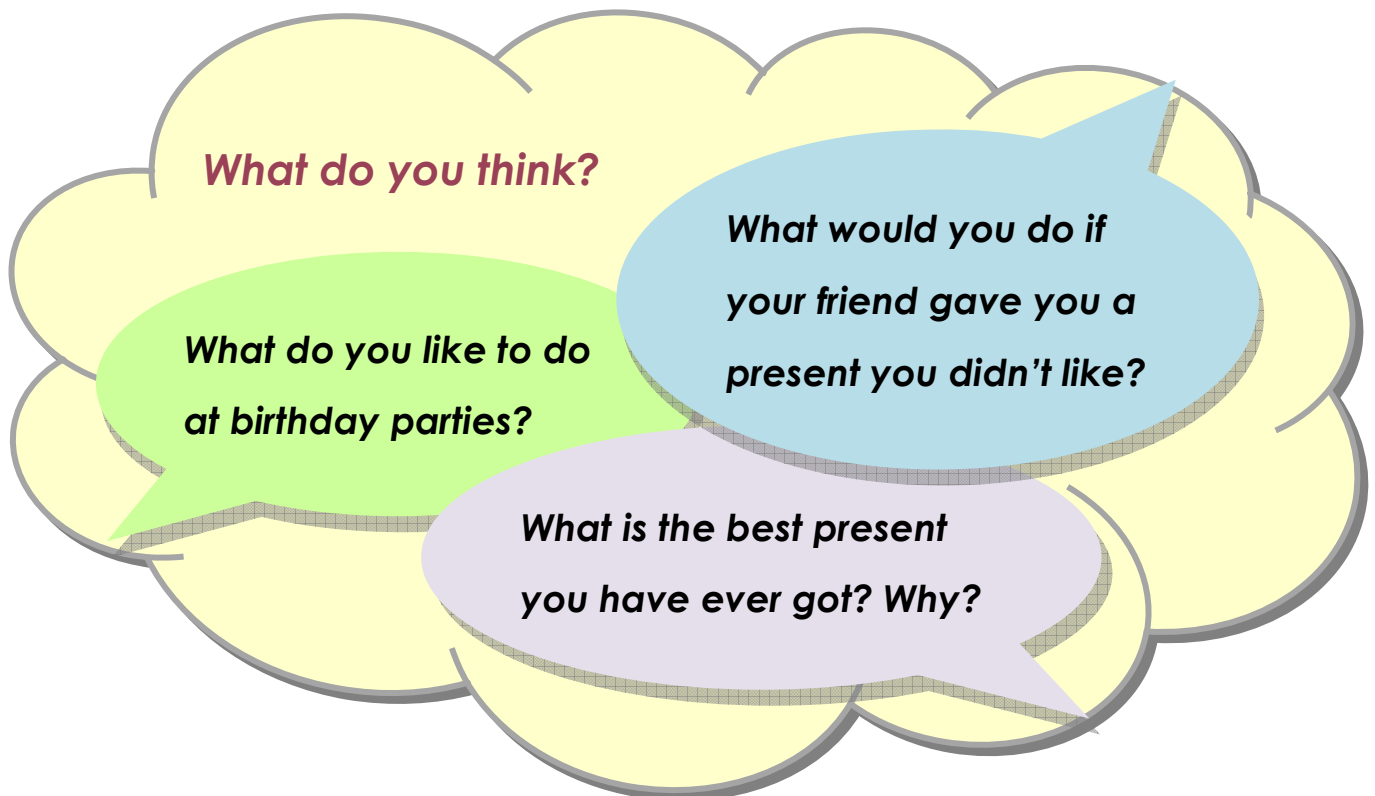 What do you think?
What do you like to do
at birthday parties?
What would you do if
your friend gave you a
present you didn’t like?
What is the best present
you have ever got? Why?